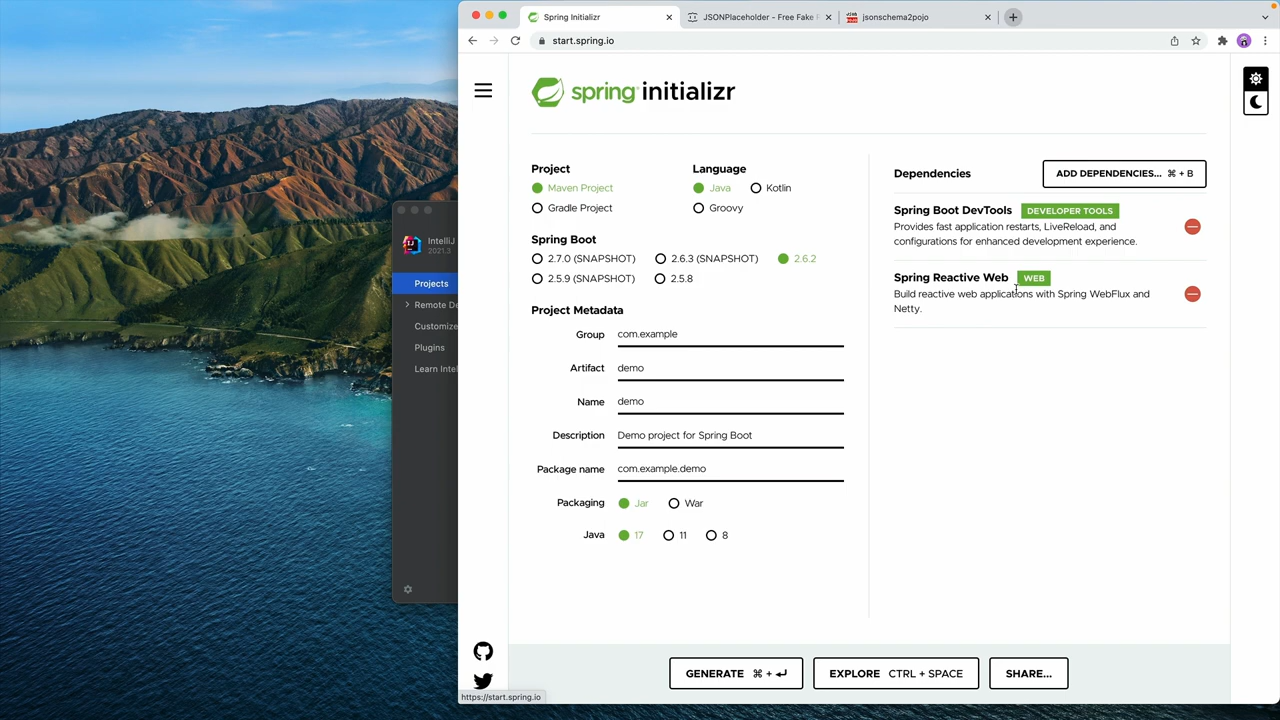 Spring Initializr
JSONPlaceholder - Free Fake
jsonschema2pojo
start.spring.io
spring initializr
Project
Maven Project
Gradle Project
Language
Java
Kotlin
Groovy
Spring Boot
2.7.0 (SNAPSHOT)
2.6.3 (SNAPSHOT)
2.6.2
2.5.9 (SNAPSHOT)
2.5.8
Project Metadata
Group com.example
Artifact demo
Name demo
Description Demo project for Spring Boot
Package name com.example.demo
Packaging Jar War
Java 17 11 8
Dependencies
ADD DEPENDENCIES... ⌘ + B
Spring Boot DevTools DEVELOPER TOOLS
Provides fast application restarts, LiveReload, and
configurations for enhanced development experience.
Spring Reactive Web WEB
Build reactive web applications with Spring WebFlux and
Netty.
GENERATE ⌘ + ↵
EXPLORE CTRL + SPACE
SHARE...
https://start.spring.io
IntelliJ
2021.3
Projects
Remote De
Customize
Plugins
Learn Intel